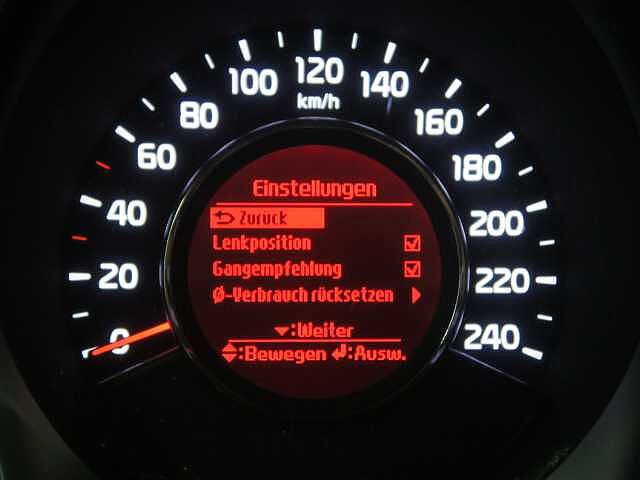 0
20
40
60
80
100
120
140
160
180
200
220
240
km/h
Einstellungen
Zurück
Lenkposition
Gangempfehlung
Ø-Verbrauch rücksetzen
:Weiter
:Bewegen :Ausw.